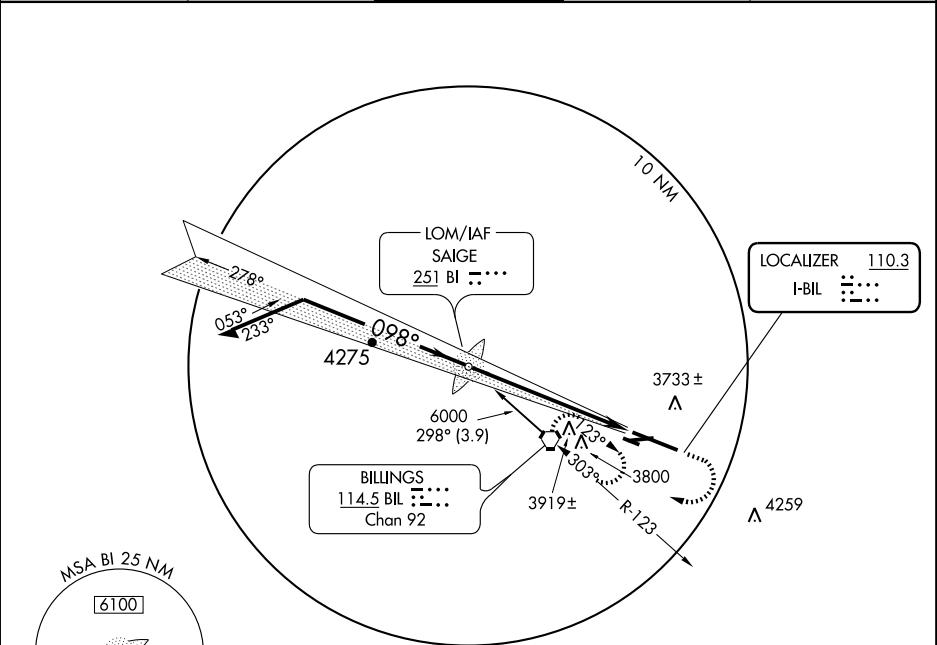 10 NM
LOM/IAF
SAIGE
251 BI
LOCALIZER 110.3
I-BIL
278°
053°
233°
098°
4275
3733 ±
6000
298° (3.9)
123°
303°
3800
BILLINGS
114.5 BIL
Chan 92
3919 ±
R-123
4259
MSA BI 25 NM
6100